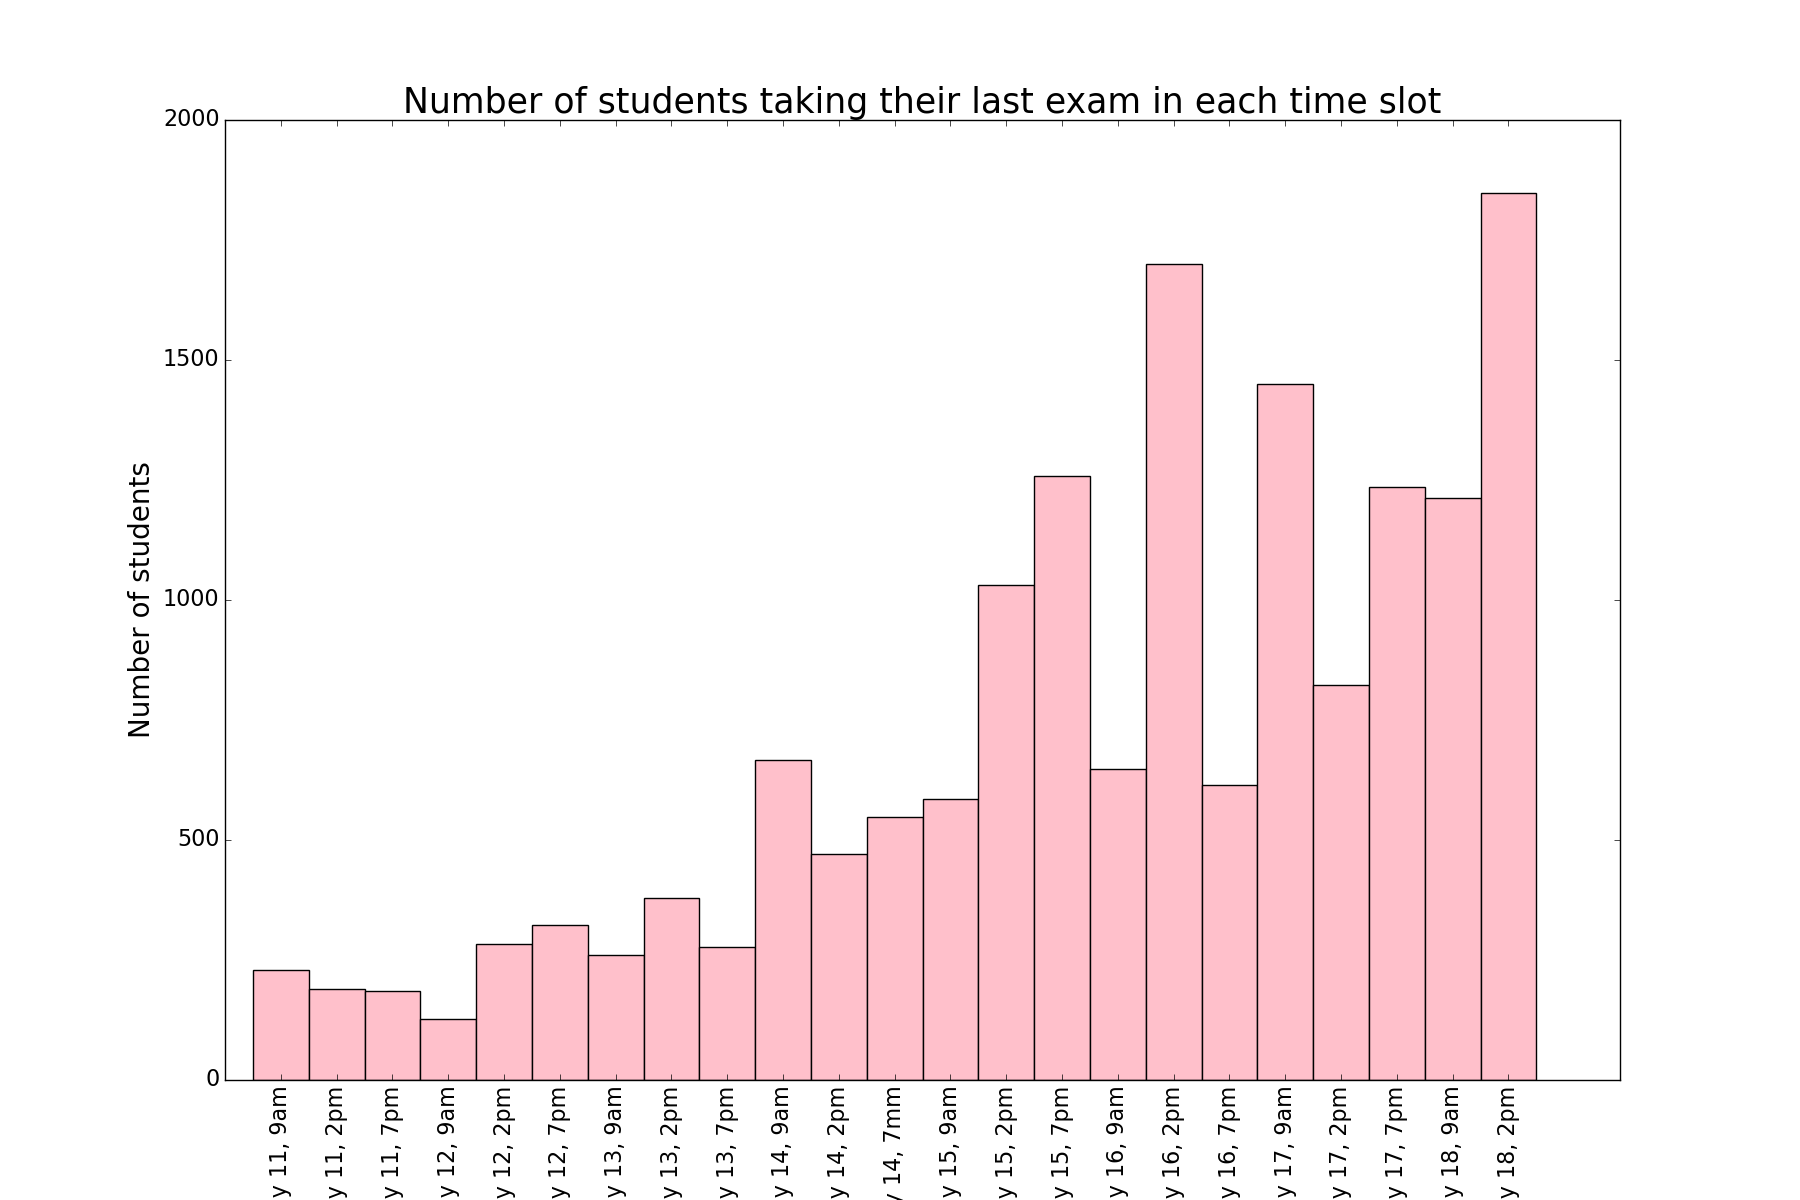 Number of students taking their last exam in each time slot
2000
1500
1000
500
0
Number of students
y 11, 9am
y 11, 2pm
y 11, 7pm
y 12, 9am
y 12, 2pm
y 12, 7pm
y 13, 9am
y 13, 2pm
y 13, 7pm
y 14, 9am
y 14, 2pm
y 14, 7mm
y 15, 9am
y 15, 2pm
y 15, 7pm
y 16, 9am
y 16, 2pm
y 16, 7pm
y 17, 9am
y 17, 2pm
y 17, 7pm
y 18, 9am
y 18, 2pm